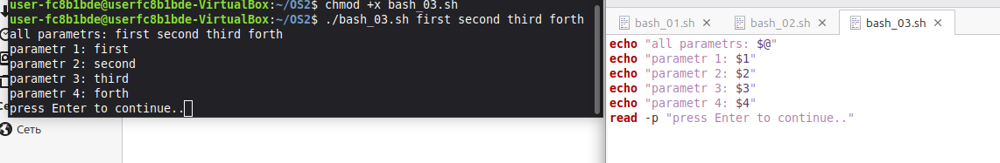 user-fc8b1bde@userfc8b1bde-VirtualBox:~/OS2$ chmod +x bash_03.sh
user-fc8b1bde@userfc8b1bde-VirtualBox:~/OS2$ ./bash_03.sh first second third forth
all parametrs: first second third forth
parametr 1: first
parametr 2: second
parametr 3: third
parametr 4: forth
press Enter to continue..
Сеть
bash_01.sh
bash_02.sh
bash_03.sh
echo "all parametrs: $@"
echo "parametr 1: $1"
echo "parametr 2: $2"
echo "parametr 3: $3"
echo "parametr 4: $4"
read -p "press Enter to continue.."